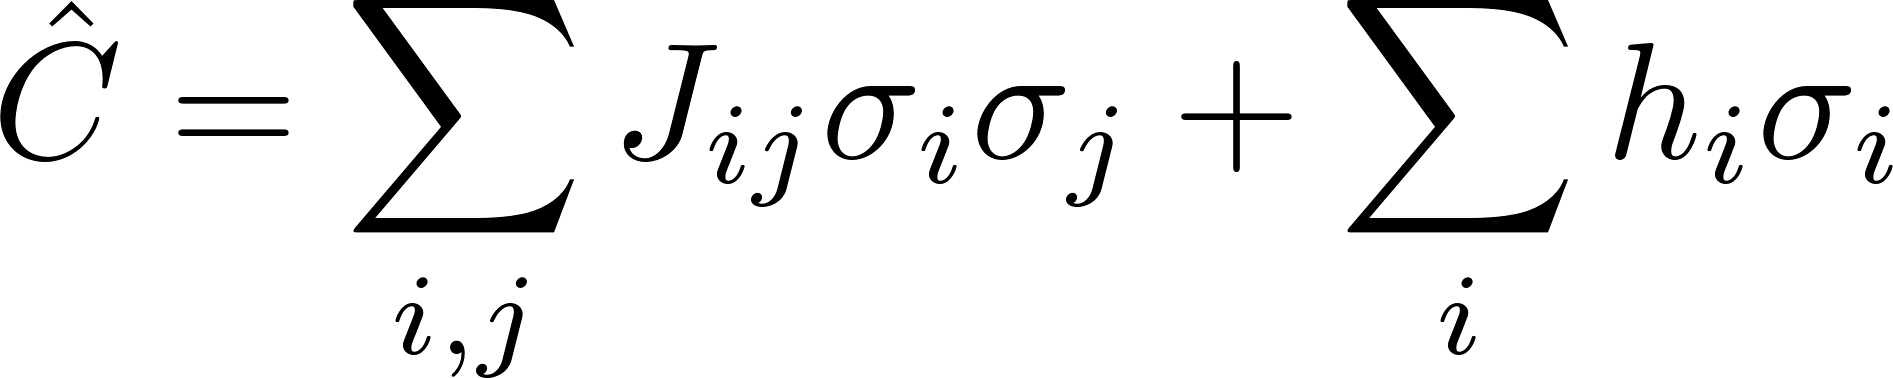 Ĉ = ∑_{i,j} J_{ij}σ_iσ_j + ∑_i h_iσ_i